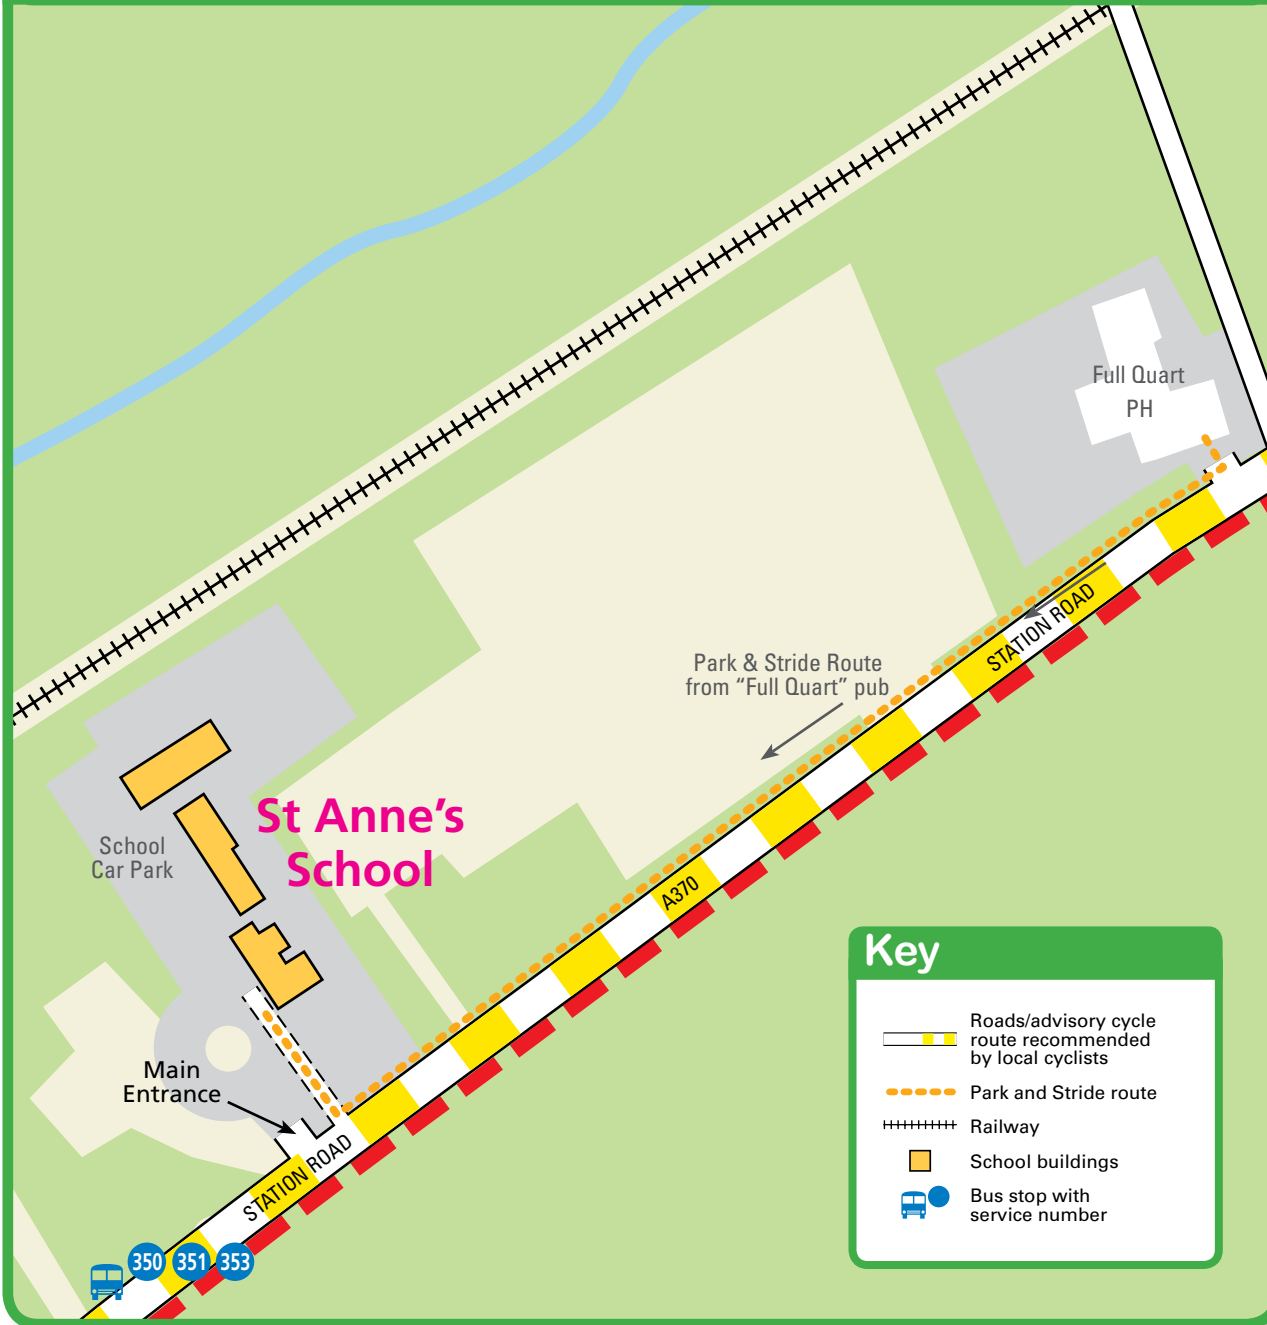 Full Quart
PH
STATION ROAD
Park & Stride Route
from “Full Quart” pub
St Anne’s
School
School
Car Park
A370
Main
Entrance
STATION ROAD
350 351 353
Key
Roads/advisory cycle
route recommended
by local cyclists
Park and Stride route
Railway
School buildings
Bus stop with
service number